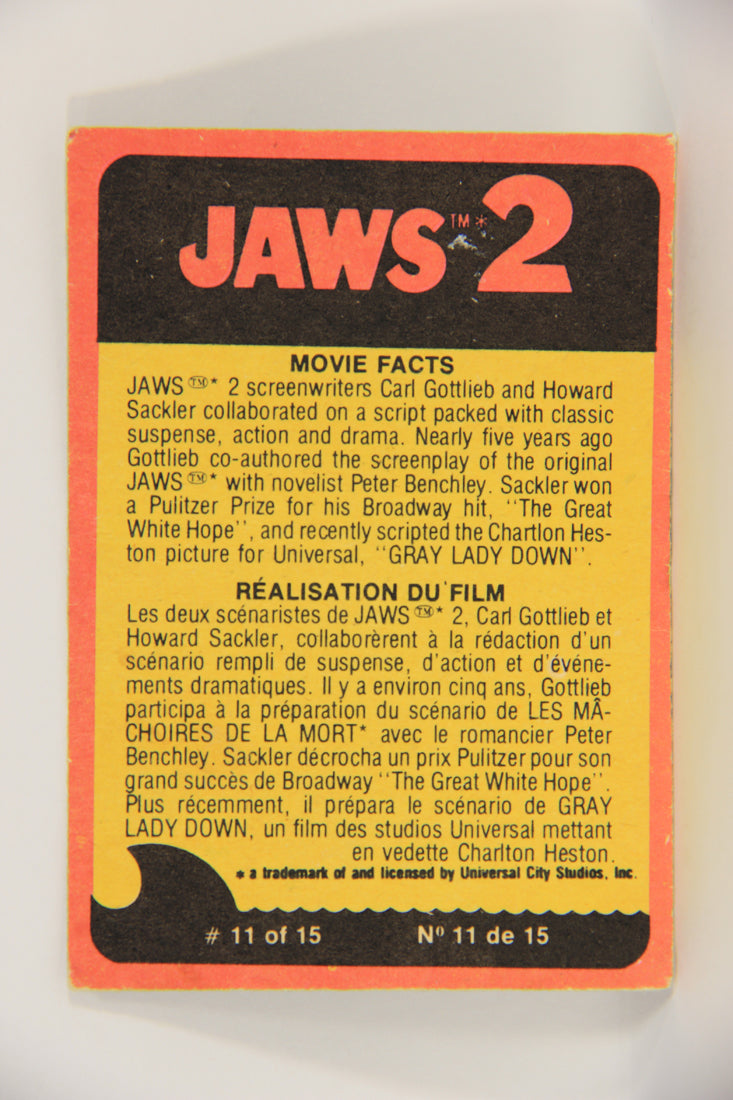 JAWS™* 2
MOVIE FACTS
JAWS ™* 2 screenwriters Carl Gottlieb and Howard
Sackler collaborated on a script packed with classic
suspense, action and drama. Nearly five years ago
Gottlieb co-authored the screenplay of the original
JAWS ™* with novelist Peter Benchley. Sackler won
a Pulitzer Prize for his Broadway hit, ‘‘The Great
White Hope’’, and recently scripted the Chartlon Hes-
ton picture for Universal, ‘‘GRAY LADY DOWN’’.
RÉALISATION DU FILM
Les deux scénaristes de JAWS ™* 2, Carl Gottlieb et
Howard Sackler, collaborèrent à la rédaction d'un
scénario rempli de suspense, d'action et d'événe-
ments dramatiques. Il y a environ cinq ans, Gottlieb
participa à la préparation du scénario de LES MÂ-
CHOIRES DE LA MORT* avec le romancier Peter
Benchley. Sackler décrocha un prix Pulitzer pour son
grand succès de Broadway ‘‘The Great White Hope’’.
Plus récemment, il prépara le scénario de GRAY
LADY DOWN, un film des studios Universal mettant
en vedette Charlton Heston.
* a trademark of and licensed by Universal City Studios, Inc.
# 11 of 15 Nº 11 de 15